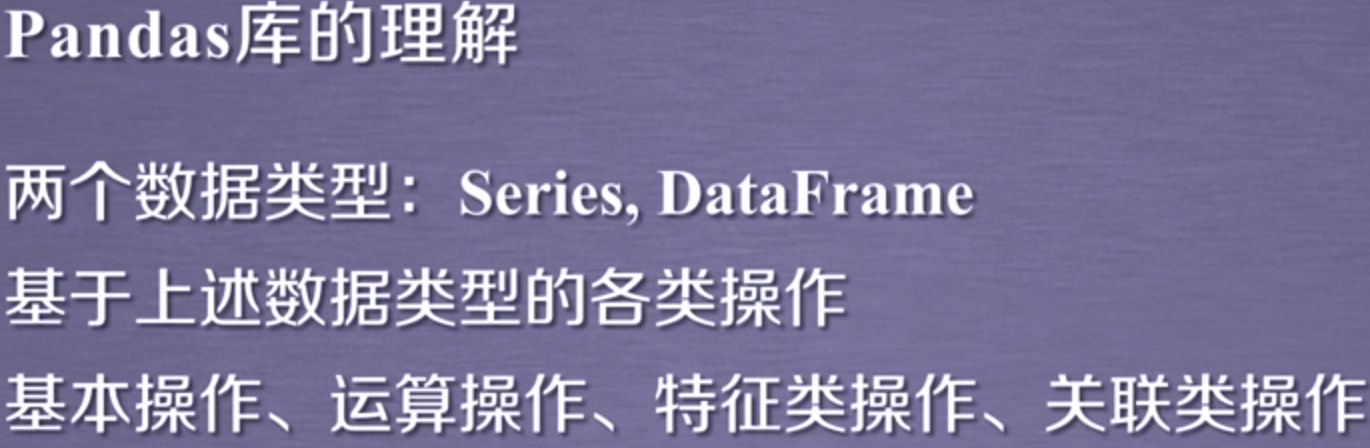 Pandas库的理解
两个数据类型：Series, DataFrame
基于上述数据类型的各类操作
基本操作、运算操作、特征类操作、关联类操作